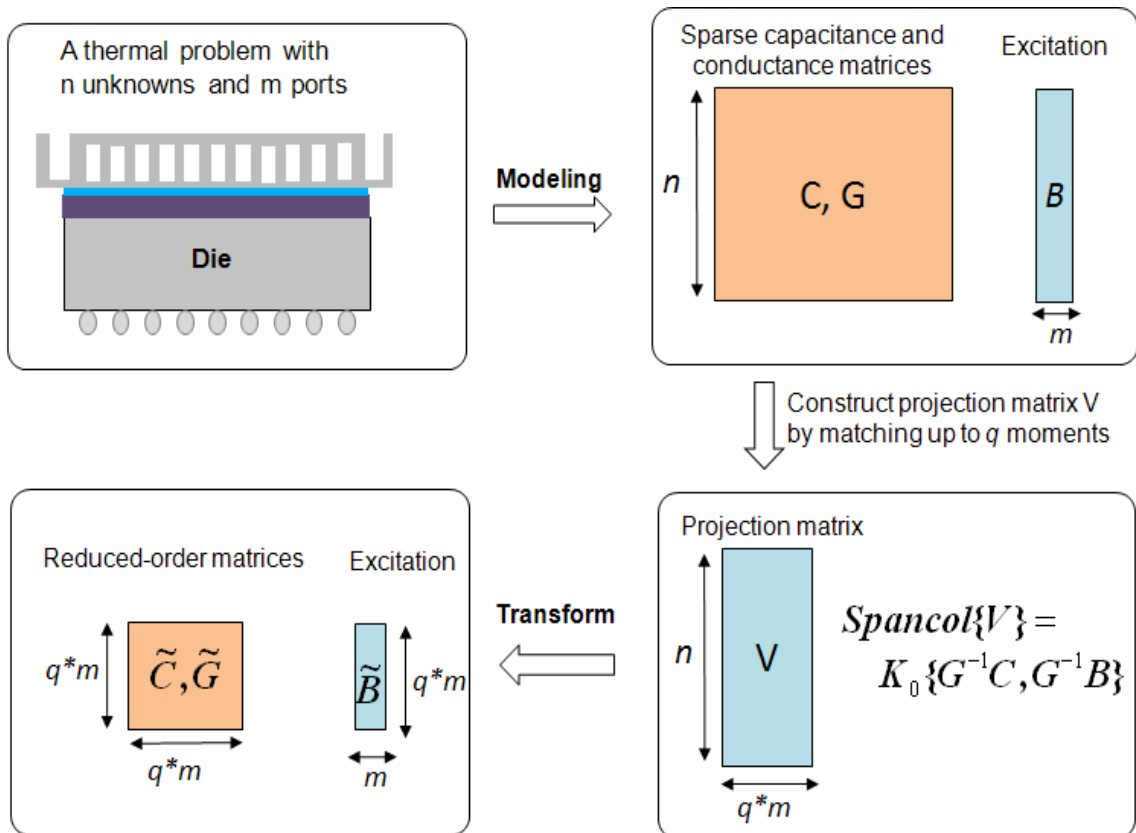 A thermal problem with
n unknowns and m ports
Die
Modeling
Sparse capacitance and
conductance matrices
Excitation
n
C, G
B
m
Construct projection matrix V
by matching up to q moments
Projection matrix
n
V
q*m
Spancol{V} =
K₀{G⁻¹C, G⁻¹B}
Transform
Reduced-order matrices
Excitation
q*m
C̃, G̃
q*m
B̃
q*m
m